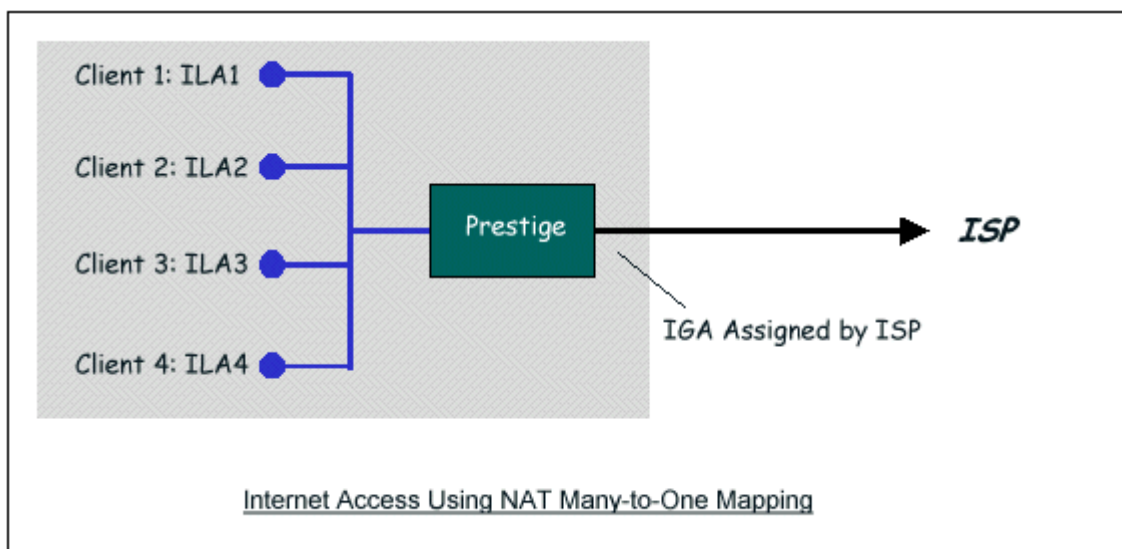 Client 1: ILA1
Client 2: ILA2
Client 3: ILA3
Client 4: ILA4
Prestige
ISP
IGA Assigned by ISP
Internet Access Using NAT Many-to-One Mapping